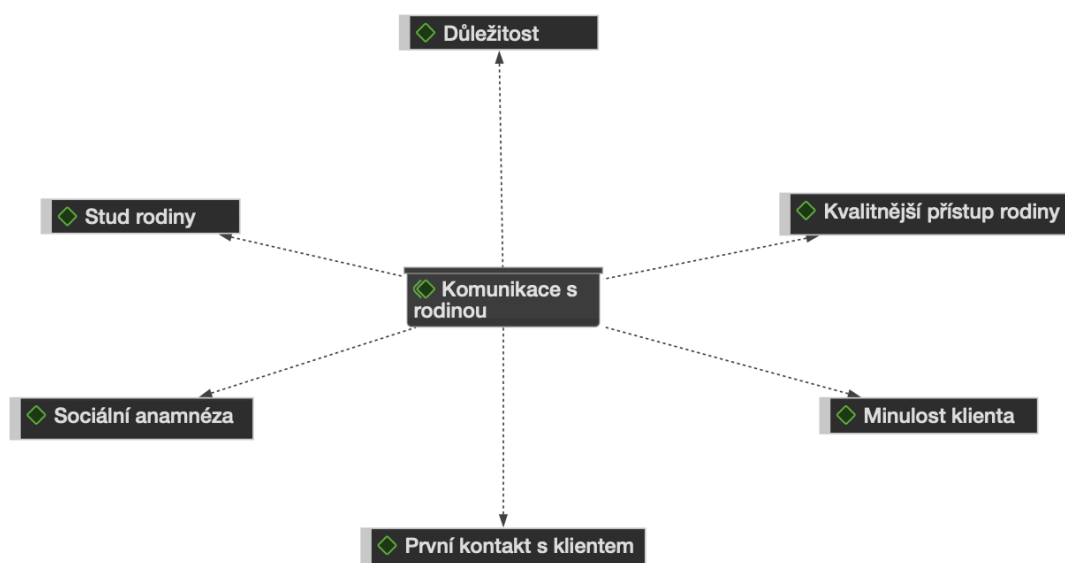 Důležitost
Stud rodiny
Kvalitnější přístup rodiny
Komunikace s
rodinou
Sociální anamnéza
Minulost klienta
První kontakt s klientem